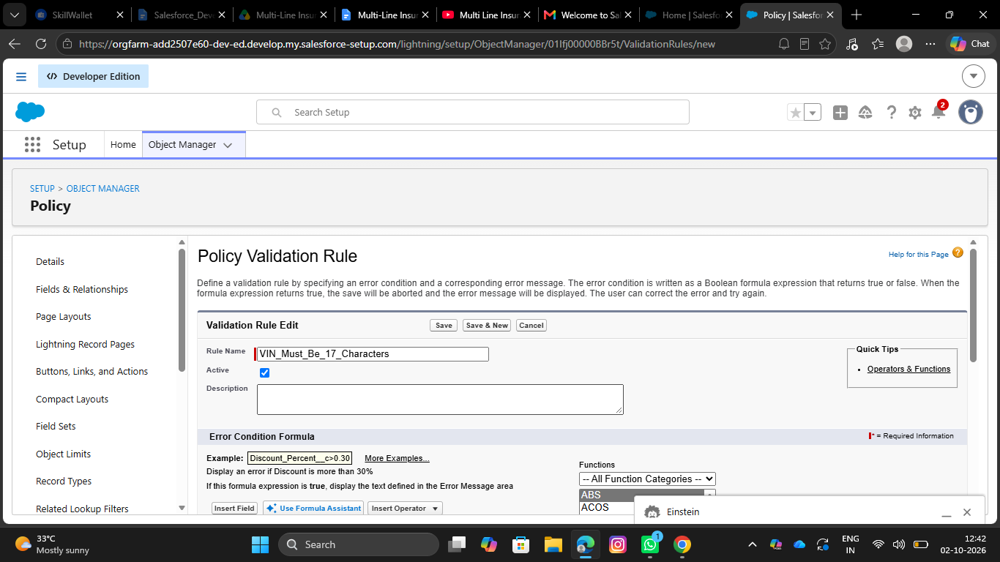 SkillWallet
Salesforce_Dev
Multi-Line Insu
Multi-Line Insur
Multi Line Insur
Welcome to Sal
Home | Salesfo
Policy | Salesfor
https://orgfarm-add2507e60-dev-ed.develop.my.salesforce-setup.com/lightning/setup/ObjectManager/01Ifj00000BBr5t/ValidationRules/new
Chat
Developer Edition
Search Setup
2
Setup
Home
Object Manager
SETUP > OBJECT MANAGER
Policy
Details
Fields & Relationships
Page Layouts
Lightning Record Pages
Buttons, Links, and Actions
Compact Layouts
Field Sets
Object Limits
Record Types
Related Lookup Filters
Policy Validation Rule
Help for this Page ?
Define a validation rule by specifying an error condition and a corresponding error message. The error condition is written as a Boolean formula expression that returns true or false. When the
formula expression returns true, the save will be aborted and the error message will be displayed. The user can correct the error and try again.
Validation Rule Edit
Save
Save & New
Cancel
Rule Name
VIN_Must_Be_17_Characters
Active
Description
Quick Tips
• Operators & Functions
Error Condition Formula
* = Required Information
Example: Discount_Percent__c>0.30 More Examples...
Display an error if Discount is more than 30%
If this formula expression is true, display the text defined in the Error Message area
Insert Field
Use Formula Assistant
Insert Operator
Functions
-- All Function Categories --
ABS
ACOS
Einstein
33°C
Mostly sunny
Search
1
ENG
IN
12:42
02-10-2026